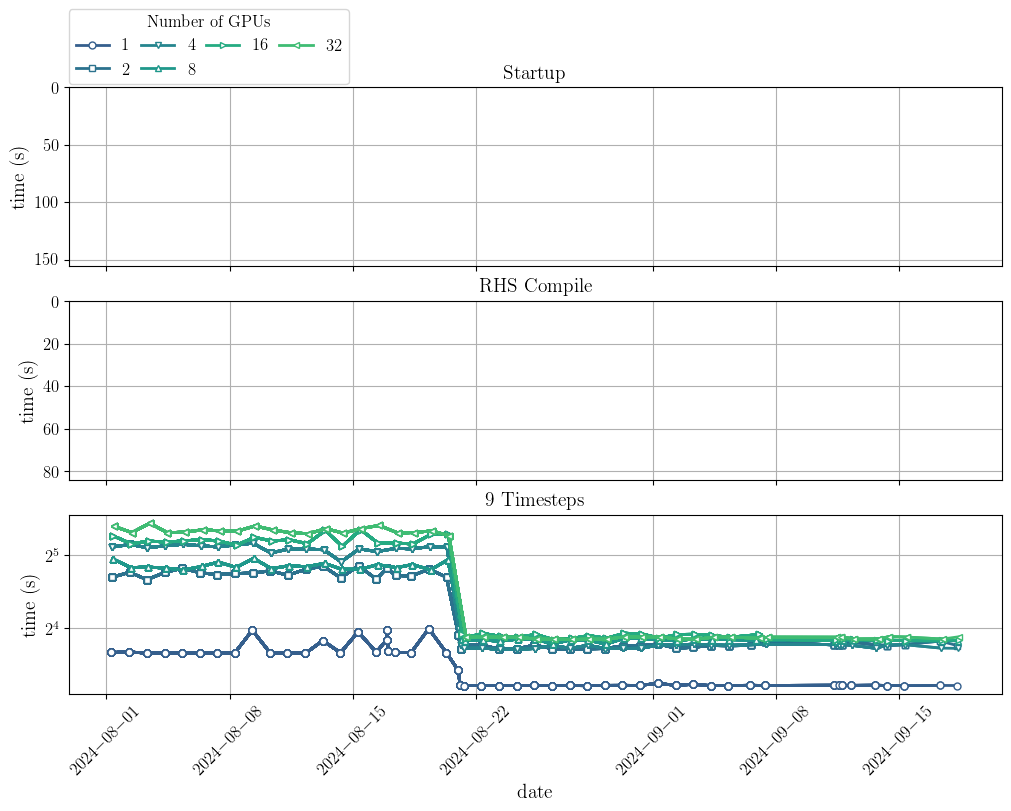 Number of GPUs
1 4 16 32
2 8
Startup
0
50
100
150
time (s)
RHS Compile
0
20
40
60
80
time (s)
9 Timesteps
2⁵
2⁴
time (s)
2024−08−01 2024−08−08 2024−08−15 2024−08−22 2024−09−01 2024−09−08 2024−09−15
date